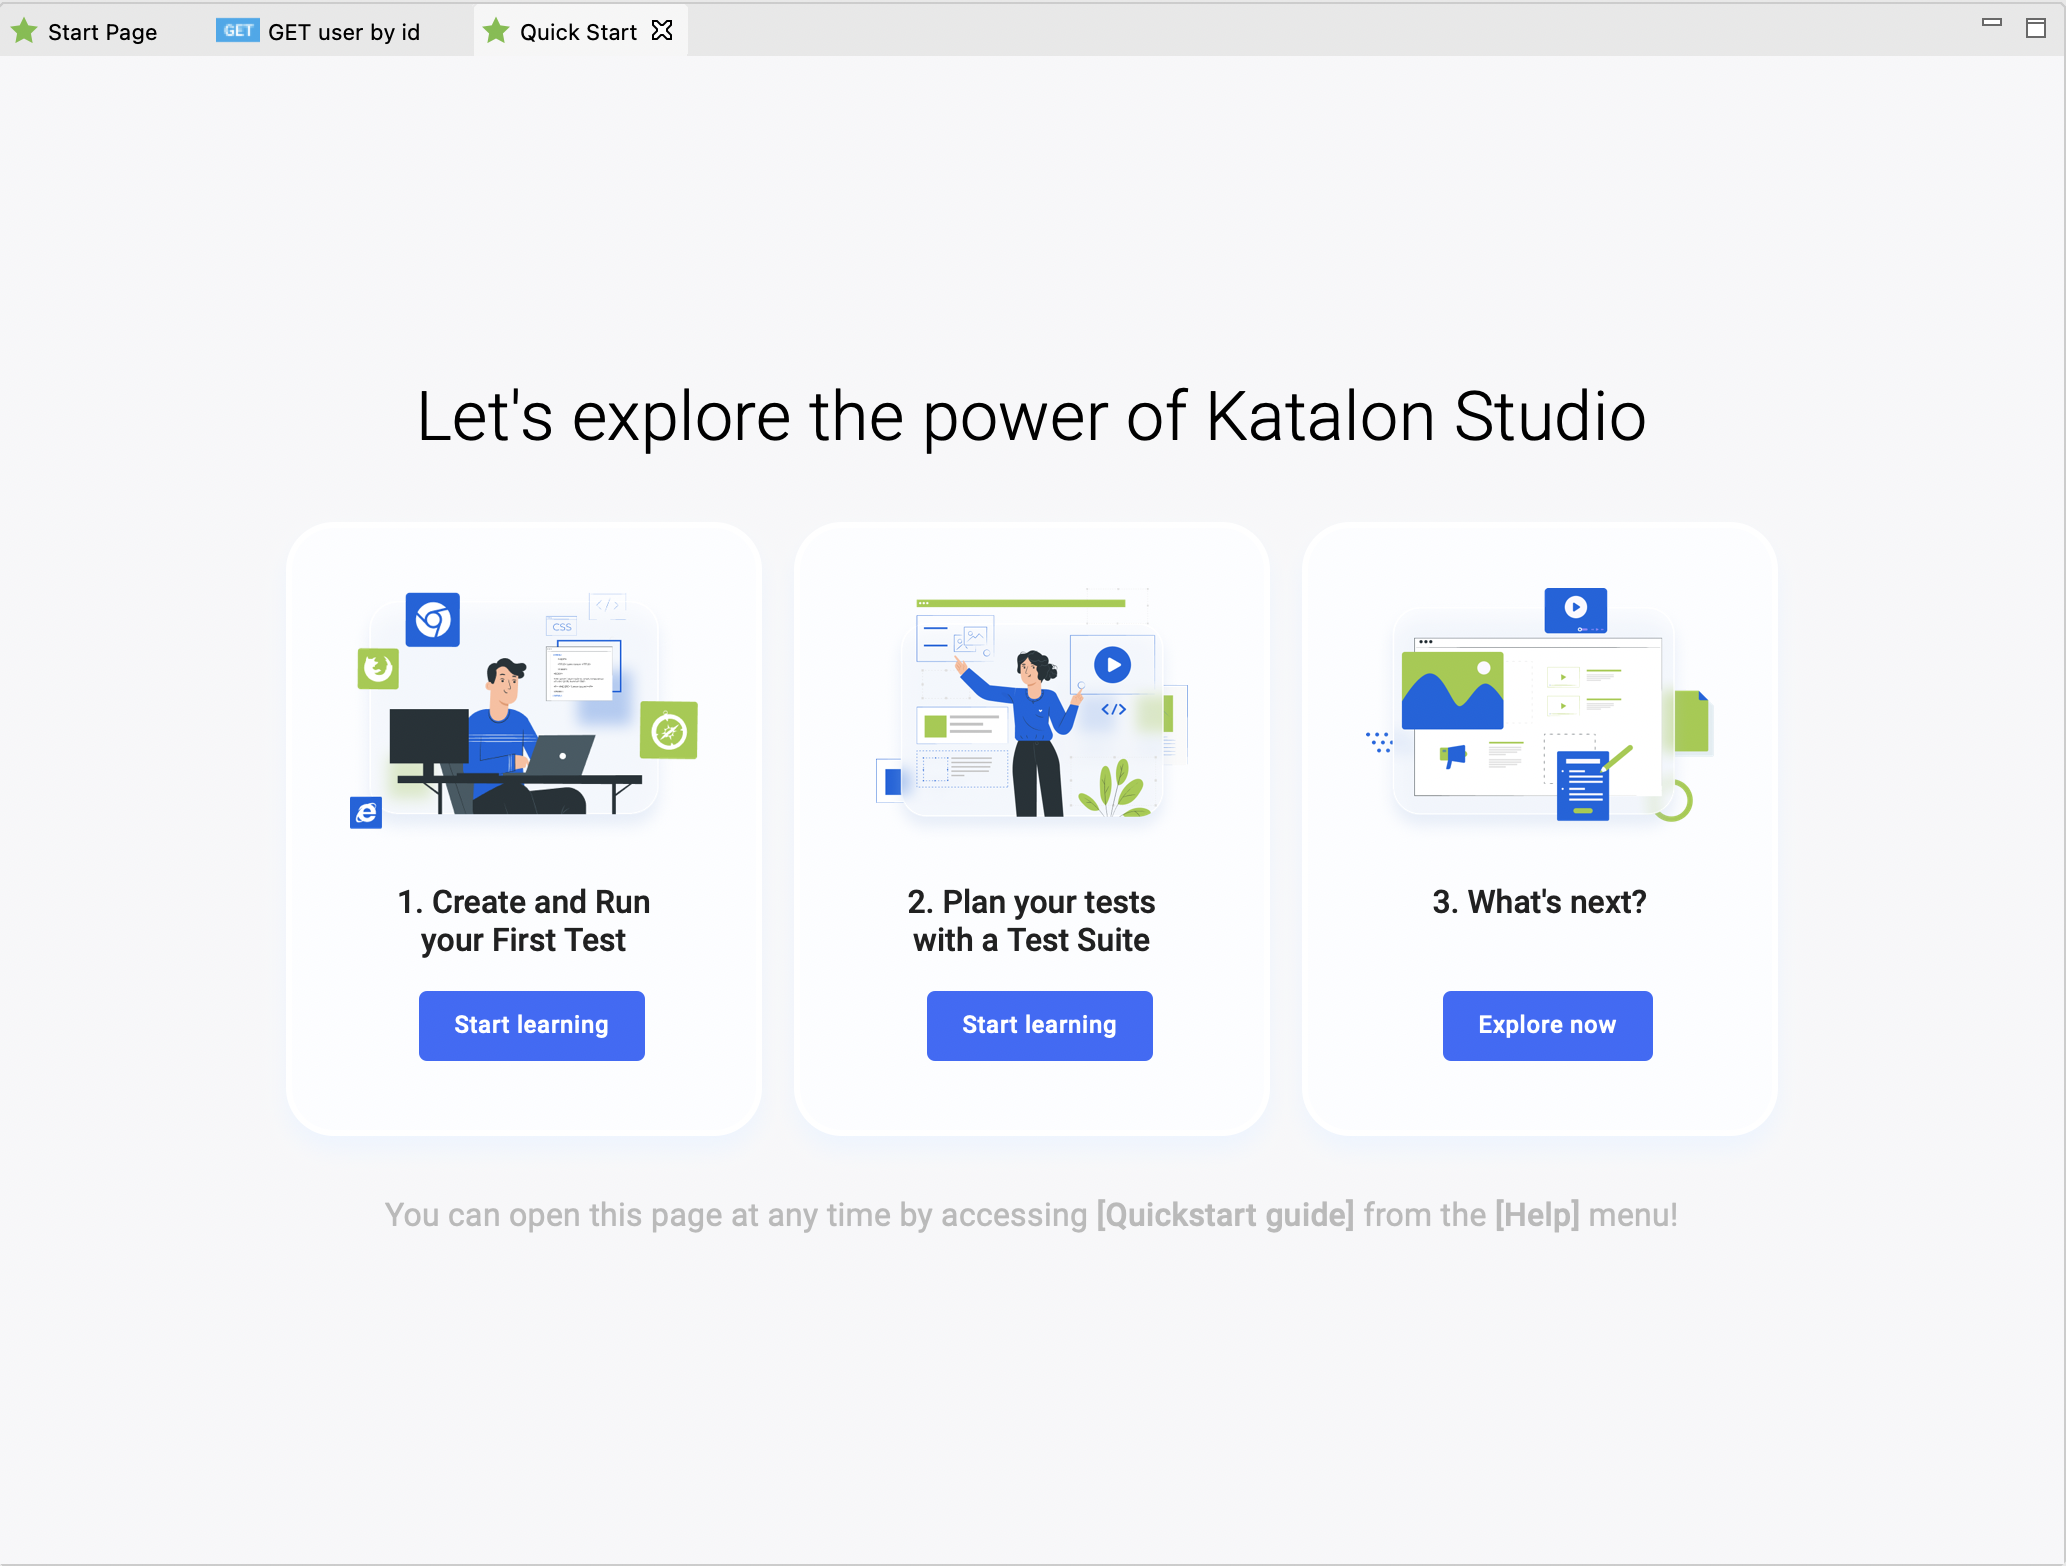 Start Page
GET
GET user by id
Quick Start
Let's explore the power of Katalon Studio
CSS
</>
</>
1. Create and Run
your First Test
Start learning
2. Plan your tests
with a Test Suite
Start learning
3. What's next?
Explore now
You can open this page at any time by accessing [Quickstart guide] from the [Help] menu!